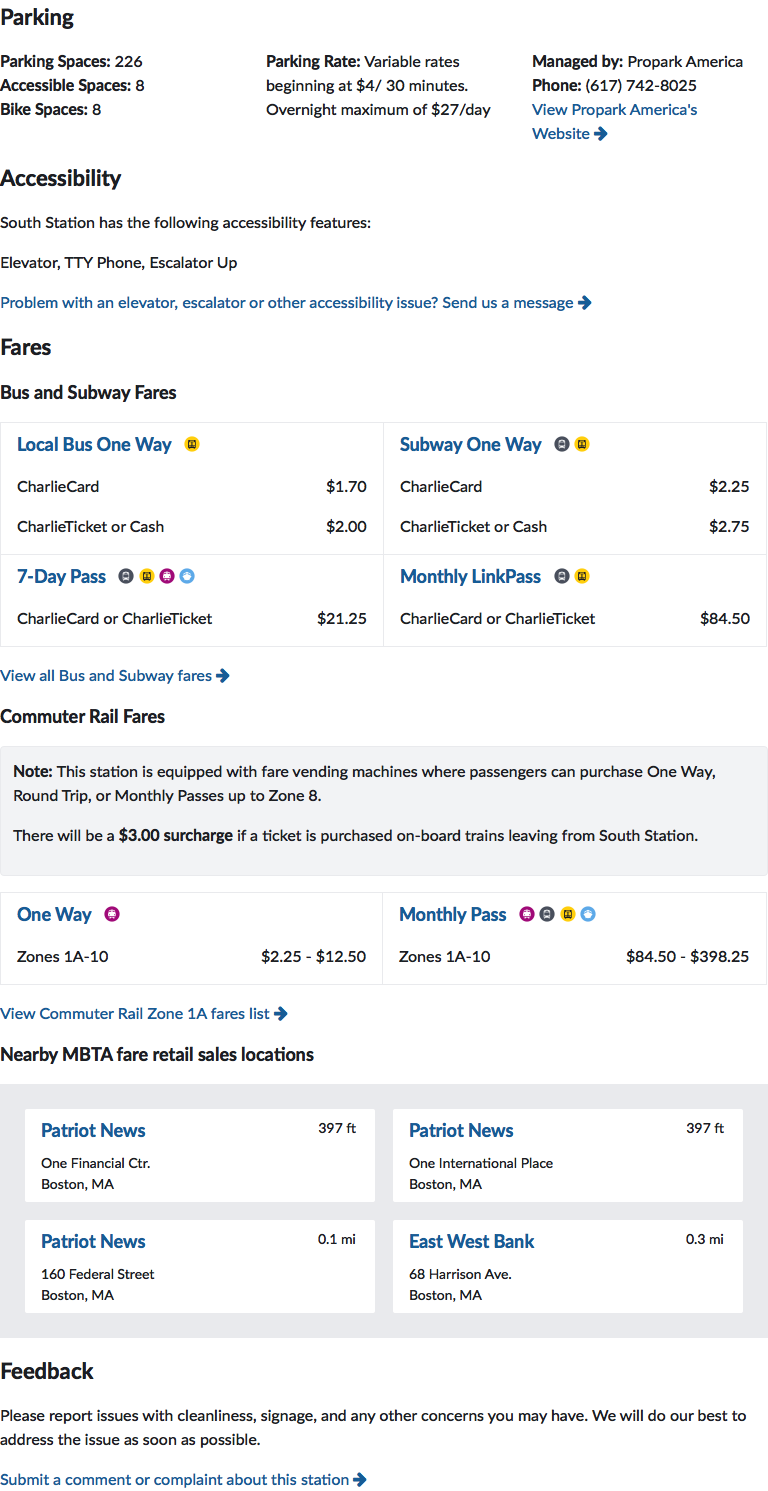 Parking
Parking Spaces: 226
Accessible Spaces: 8
Bike Spaces: 8
Parking Rate: Variable rates
beginning at $4/ 30 minutes.
Overnight maximum of $27/day
Managed by: Propark America
Phone: (617) 742-8025
View Propark America's
Website
Accessibility
South Station has the following accessibility features:
Elevator, TTY Phone, Escalator Up
Problem with an elevator, escalator or other accessibility issue? Send us a message
Fares
Bus and Subway Fares
Local Bus One Way
CharlieCard $1.70
CharlieTicket or Cash $2.00
Subway One Way
CharlieCard $2.25
CharlieTicket or Cash $2.75
7-Day Pass
CharlieCard or CharlieTicket $21.25
Monthly LinkPass
CharlieCard or CharlieTicket $84.50
View all Bus and Subway fares
Commuter Rail Fares
Note: This station is equipped with fare vending machines where passengers can purchase One Way,
Round Trip, or Monthly Passes up to Zone 8.
There will be a $3.00 surcharge if a ticket is purchased on-board trains leaving from South Station.
One Way
Zones 1A-10 $2.25 - $12.50
Monthly Pass
Zones 1A-10 $84.50 - $398.25
View Commuter Rail Zone 1A fares list
Nearby MBTA fare retail sales locations
Patriot News 397 ft
One Financial Ctr.
Boston, MA
Patriot News 397 ft
One International Place
Boston, MA
Patriot News 0.1 mi
160 Federal Street
Boston, MA
East West Bank 0.3 mi
68 Harrison Ave.
Boston, MA
Feedback
Please report issues with cleanliness, signage, and any other concerns you may have. We will do our best to
address the issue as soon as possible.
Submit a comment or complaint about this station